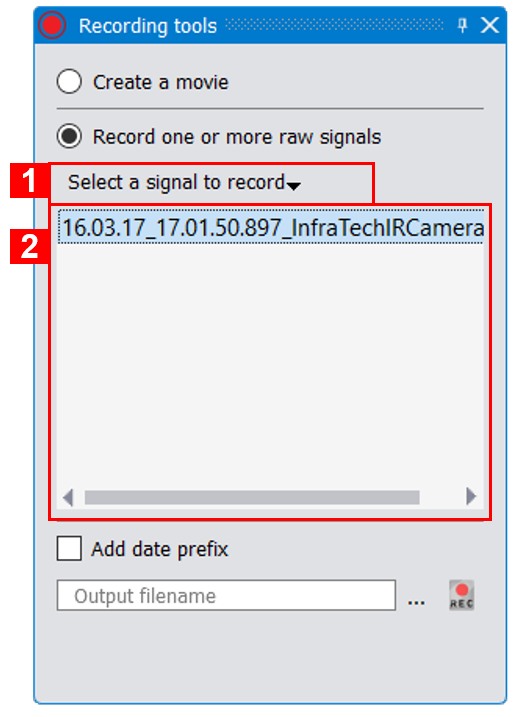 Recording tools
Create a movie
Record one or more raw signals
1
Select a signal to record
2
16.03.17_17.01.50.897_InfraTechIRCamera
Add date prefix
Output filename
...
REC